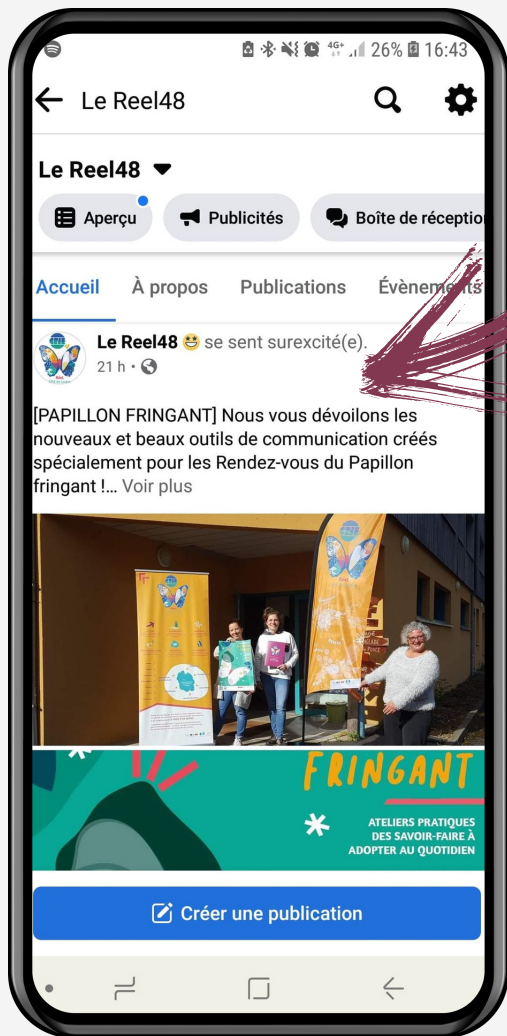 4G+ 26% 16:43
Le Reel48
Le Reel48
Aperçu Publicités Boîte de réception
Accueil À propos Publications Évènements
Le Reel48 😆 se sent surexcité(e).
21 h ·
[PAPILLON FRINGANT] Nous vous dévoilons les
nouveaux et beaux outils de communication créés
spécialement pour les Rendez-vous du Papillon
fringant !... Voir plus
FRINGANT
ATELIERS PRATIQUES
DES SAVOIR-FAIRE À
ADOPTER AU QUOTIDIEN
Créer une publication